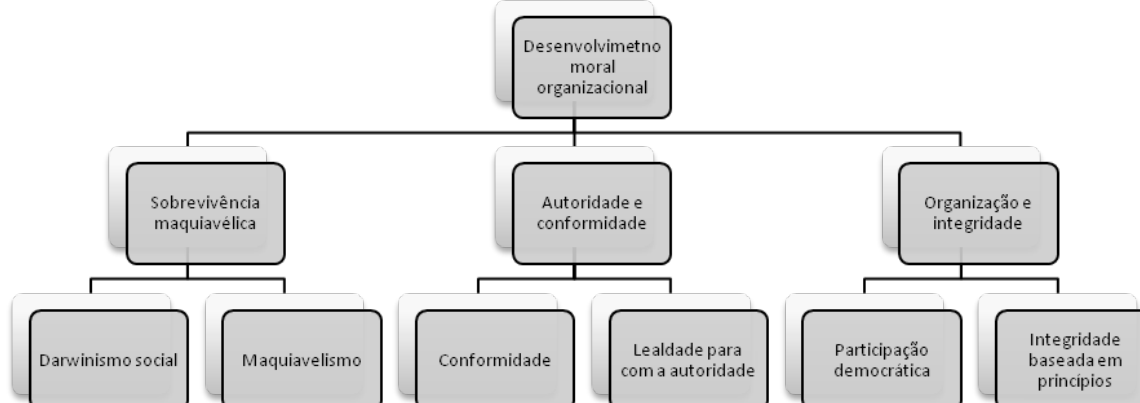 Desenvolvimetno
moral
organizacional
Sobrevivência
maquiavélica
Autoridade e
conformidade
Organização e
integridade
Darwinismo social
Maquiavelismo
Conformidade
Lealdade para
com a autoridade
Participação
democrática
Integridade
baseada em
princípios